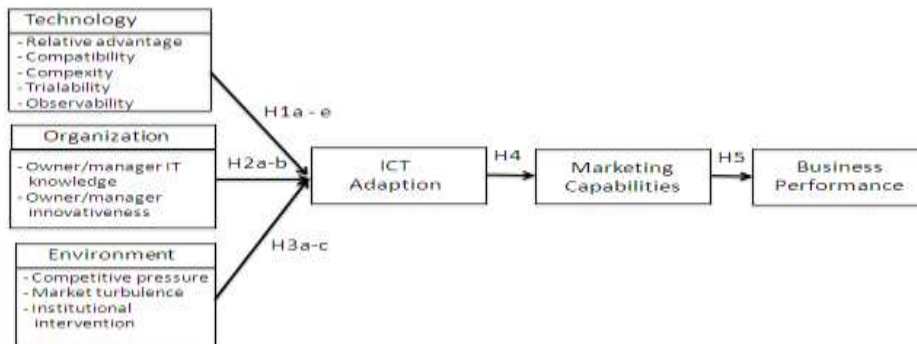 Technology
- Relative advantage
- Compatibility
- Compexity
- Trialability
- Observability
H1a - e
Organization
- Owner/manager IT
knowledge
- Owner/manager
innovativeness
H2a-b
Environment
- Competitive pressure
- Market turbulence
- Institutional
intervention
H3a-c
ICT
Adaption
H4
Marketing
Capabilities
H5
Business
Performance